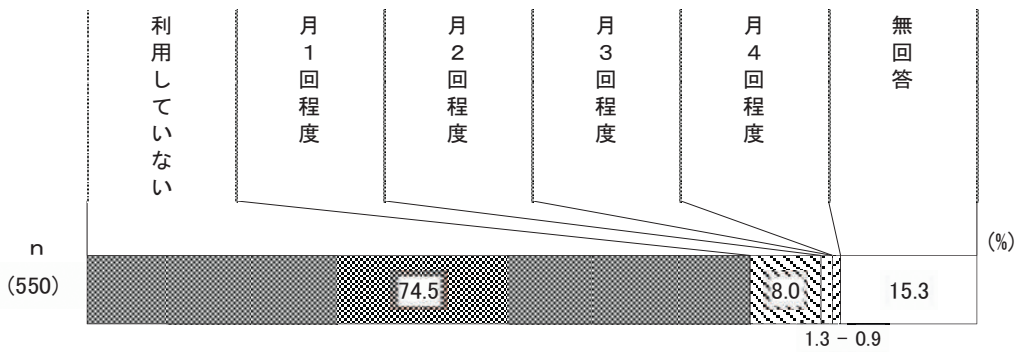 利用していない
月1回程度
月2回程度
月3回程度
月4回程度
無回答
(%)
n
(550)
74.5
8.0
15.3
1.3 - 0.9